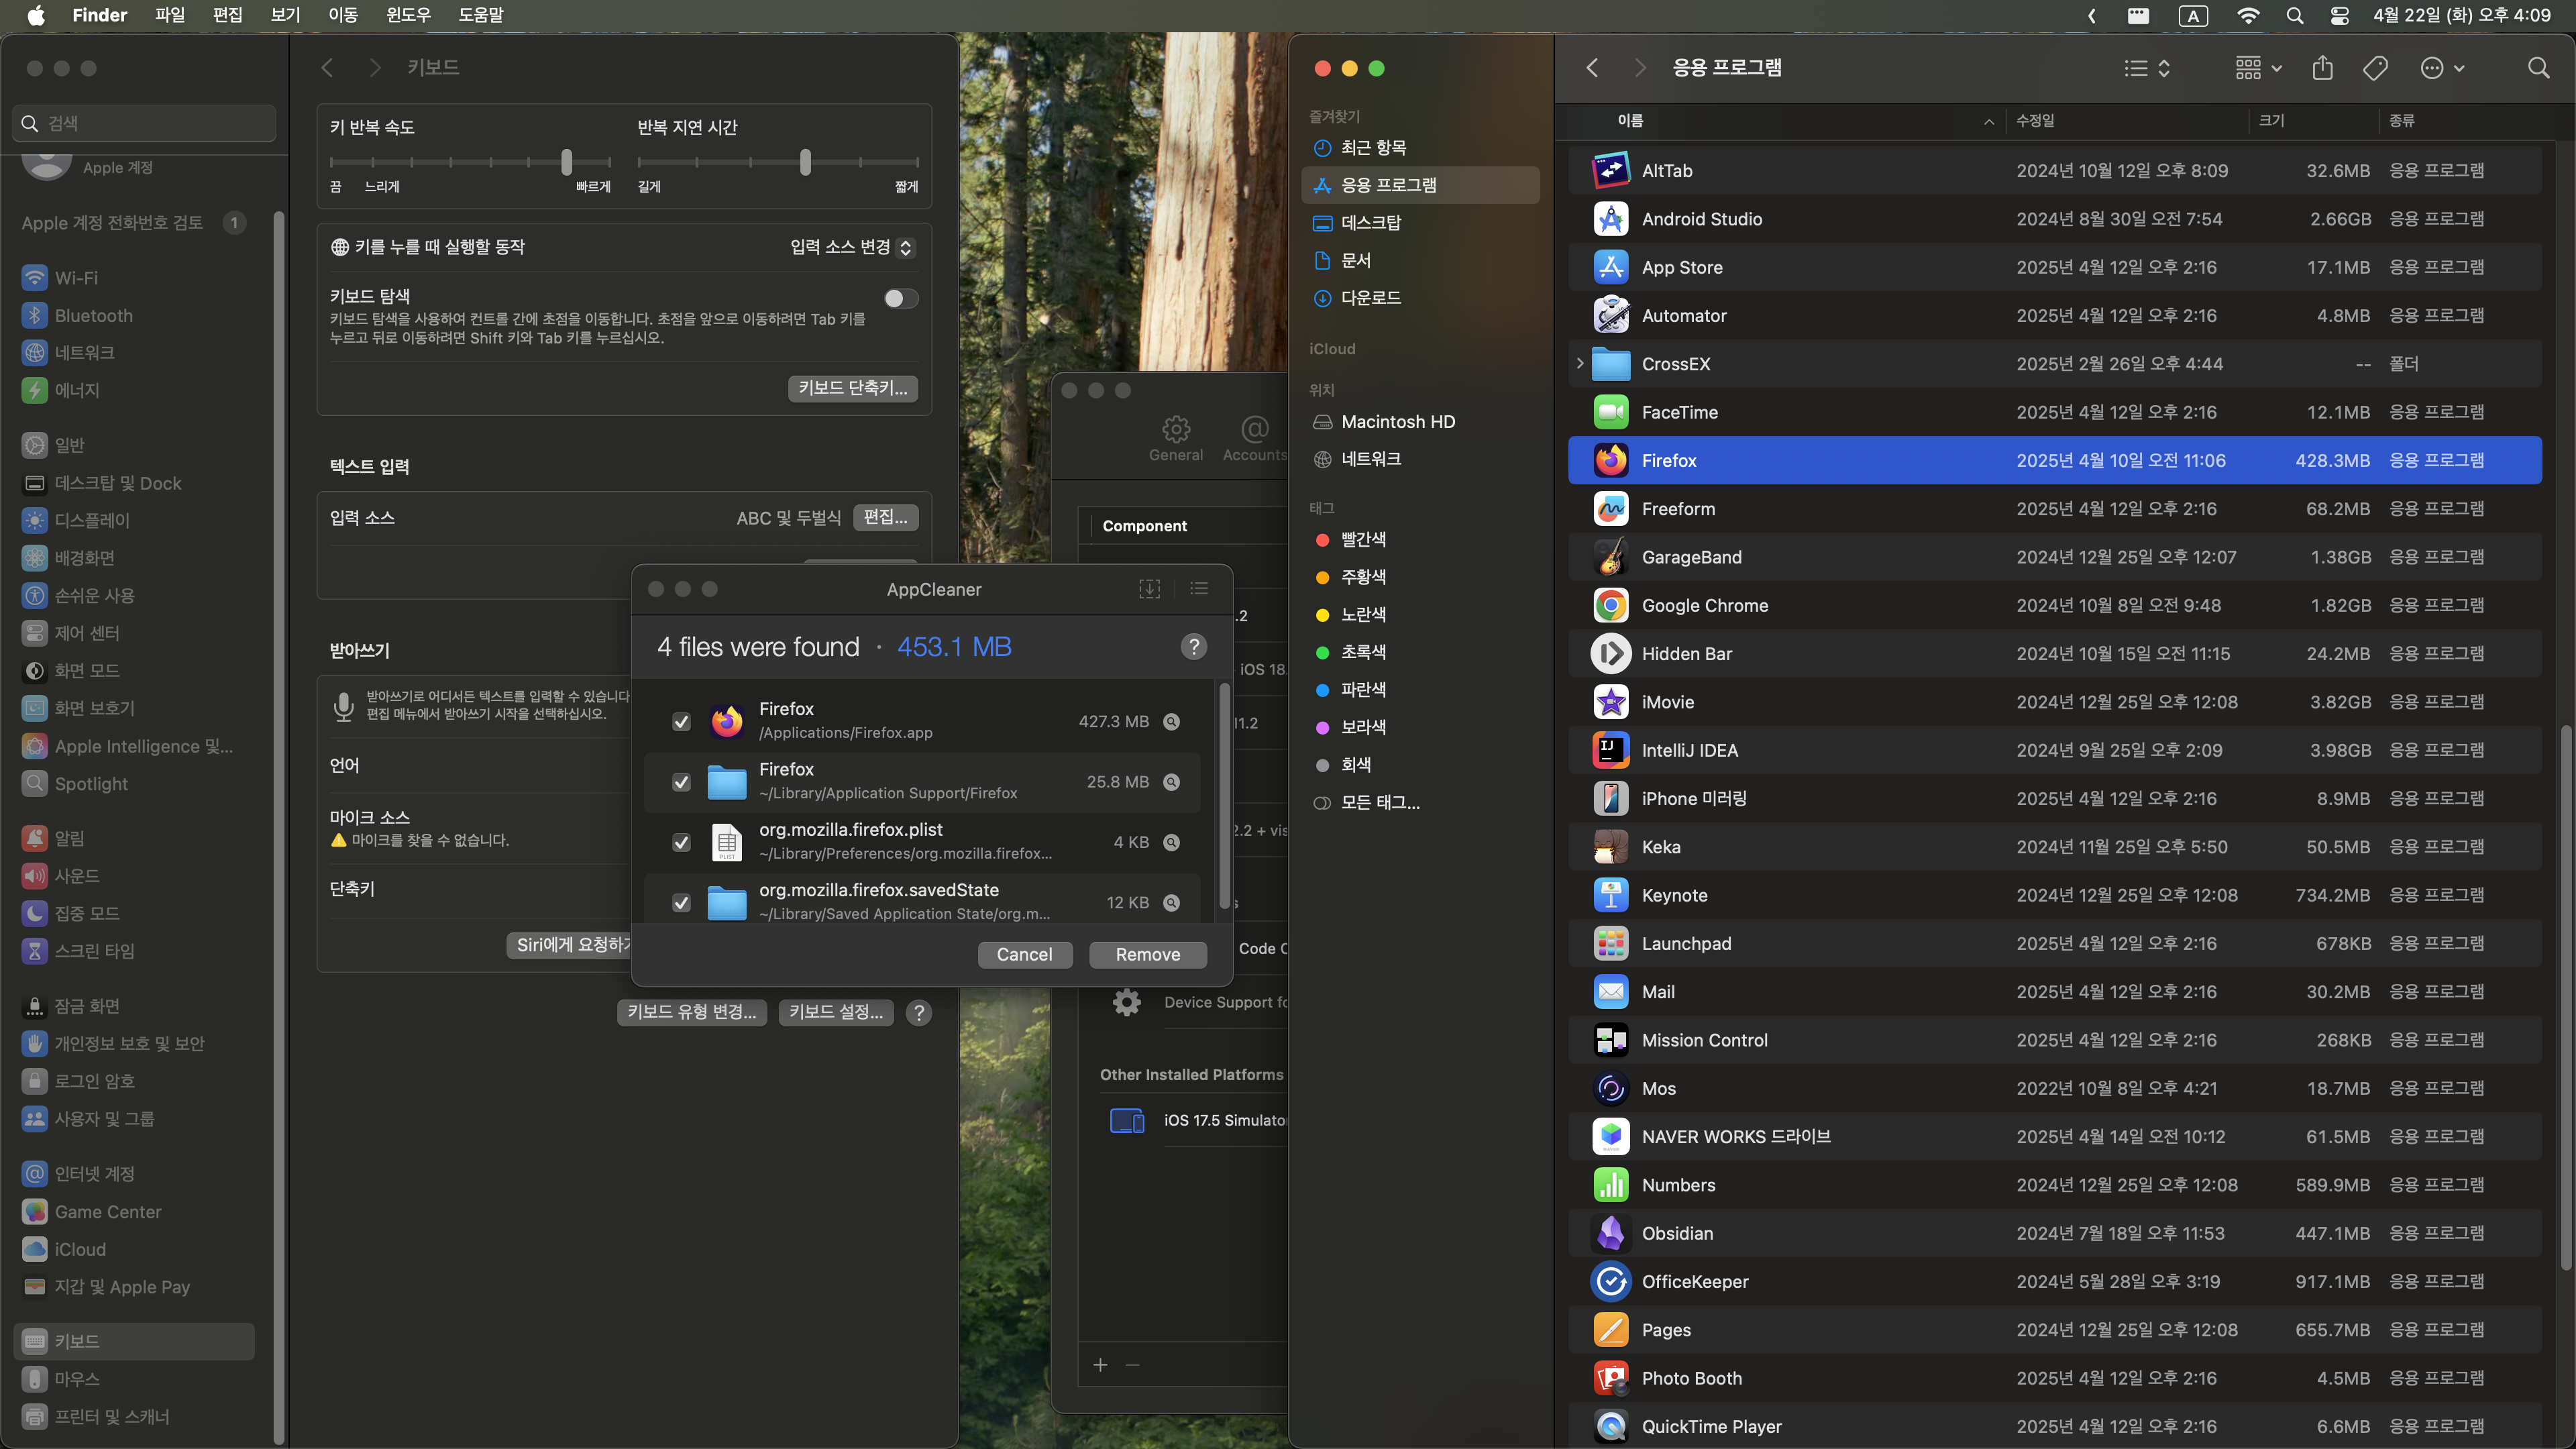 Finder 파일 편집 보기 이동 윈도우 도움말
A 4월 22일 (화) 오후 4:09
검색
Apple 계정
Apple 계정 전화번호 검토 1
Wi-Fi
Bluetooth
네트워크
에너지
일반
데스크탑 및 Dock
디스플레이
배경화면
손쉬운 사용
제어 센터
화면 모드
화면 보호기
Apple Intelligence 및...
Spotlight
알림
사운드
집중 모드
스크린 타임
잠금 화면
개인정보 보호 및 보안
로그인 암호
사용자 및 그룹
인터넷 계정
Game Center
iCloud
지갑 및 Apple Pay
키보드
마우스
프린터 및 스캐너
키보드
키 반복 속도 반복 지연 시간
끔 느리게 빠르게 길게 짧게
키를 누를 때 실행할 동작 입력 소스 변경
키보드 탐색
키보드 탐색을 사용하여 컨트롤 간에 초점을 이동합니다. 초점을 앞으로 이동하려면 Tab 키를
누르고 뒤로 이동하려면 Shift 키와 Tab 키를 누르십시오.
키보드 단축키...
텍스트 입력
입력 소스 ABC 및 두벌식 편집...
받아쓰기
받아쓰기로 어디서든 텍스트를 입력할 수 있습니다
편집 메뉴에서 받아쓰기 시작을 선택하십시오.
언어
마이크 소스
마이크를 찾을 수 없습니다.
단축키
Siri에게 요청하기
키보드 유형 변경... 키보드 설정... ?
AppCleaner
4 files were found · 453.1 MB ?
Firefox
/Applications/Firefox.app
427.3 MB
Firefox
~/Library/Application Support/Firefox
25.8 MB
org.mozilla.firefox.plist
~/Library/Preferences/org.mozilla.firefox...
4 KB
PLIST
org.mozilla.firefox.savedState
~/Library/Saved Application State/org.m...
12 KB
Cancel Remove
General Accounts
Component
.2
iOS 18.
11.2
2.2 + vis
s
Code C
Device Support fo
Other Installed Platforms
iOS 17.5 Simulator
즐겨찾기
최근 항목
응용 프로그램
데스크탑
문서
다운로드
iCloud
위치
Macintosh HD
네트워크
태그
빨간색
주황색
노란색
초록색
파란색
보라색
회색
모든 태그...
응용 프로그램
이름 수정일 크기 종류
AltTab 2024년 10월 12일 오후 8:09 32.6MB 응용 프로그램
Android Studio 2024년 8월 30일 오전 7:54 2.66GB 응용 프로그램
App Store 2025년 4월 12일 오후 2:16 17.1MB 응용 프로그램
Automator 2025년 4월 12일 오후 2:16 4.8MB 응용 프로그램
CrossEX 2025년 2월 26일 오후 4:44 -- 폴더
FaceTime 2025년 4월 12일 오후 2:16 12.1MB 응용 프로그램
Firefox 2025년 4월 10일 오전 11:06 428.3MB 응용 프로그램
Freeform 2025년 4월 12일 오후 2:16 68.2MB 응용 프로그램
GarageBand 2024년 12월 25일 오후 12:07 1.38GB 응용 프로그램
Google Chrome 2024년 10월 8일 오전 9:48 1.82GB 응용 프로그램
Hidden Bar 2024년 10월 15일 오전 11:15 24.2MB 응용 프로그램
iMovie 2024년 12월 25일 오후 12:08 3.82GB 응용 프로그램
IntelliJ IDEA 2024년 9월 25일 오후 2:09 3.98GB 응용 프로그램
iPhone 미러링 2025년 4월 12일 오후 2:16 8.9MB 응용 프로그램
Keka 2024년 11월 25일 오후 5:50 50.5MB 응용 프로그램
Keynote 2024년 12월 25일 오후 12:08 734.2MB 응용 프로그램
Launchpad 2025년 4월 12일 오후 2:16 678KB 응용 프로그램
Mail 2025년 4월 12일 오후 2:16 30.2MB 응용 프로그램
Mission Control 2025년 4월 12일 오후 2:16 268KB 응용 프로그램
Mos 2022년 10월 8일 오후 4:21 18.7MB 응용 프로그램
NAVER WORKS 드라이브 2025년 4월 14일 오전 10:12 61.5MB 응용 프로그램
Numbers 2024년 12월 25일 오후 12:08 589.9MB 응용 프로그램
Obsidian 2024년 7월 18일 오후 11:53 447.1MB 응용 프로그램
OfficeKeeper 2024년 5월 28일 오후 3:19 917.1MB 응용 프로그램
Pages 2024년 12월 25일 오후 12:08 655.7MB 응용 프로그램
Photo Booth 2025년 4월 12일 오후 2:16 4.5MB 응용 프로그램
QuickTime Player 2025년 4월 12일 오후 2:16 6.6MB 응용 프로그램